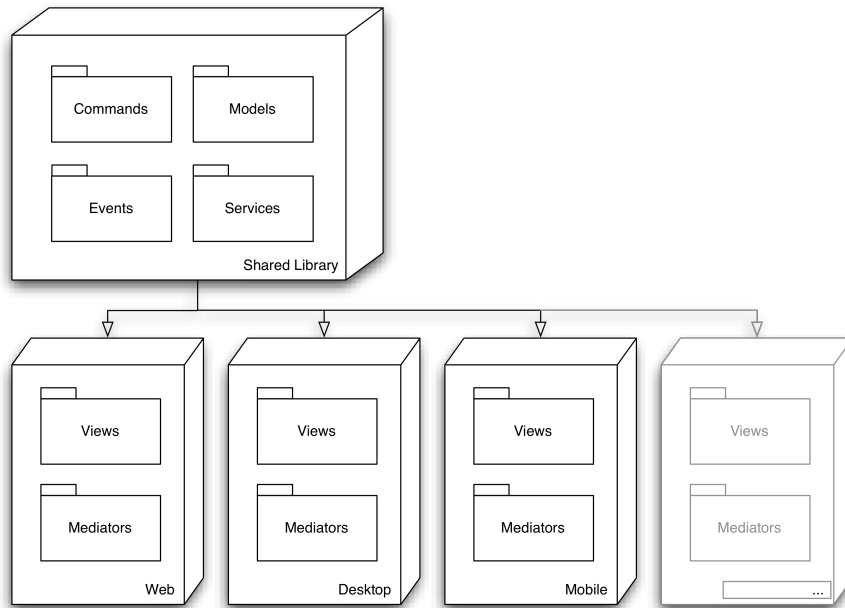 Commands
Models
Events
Services
Shared Library
Views
Mediators
Web
Views
Mediators
Desktop
Views
Mediators
Mobile
Views
Mediators
...